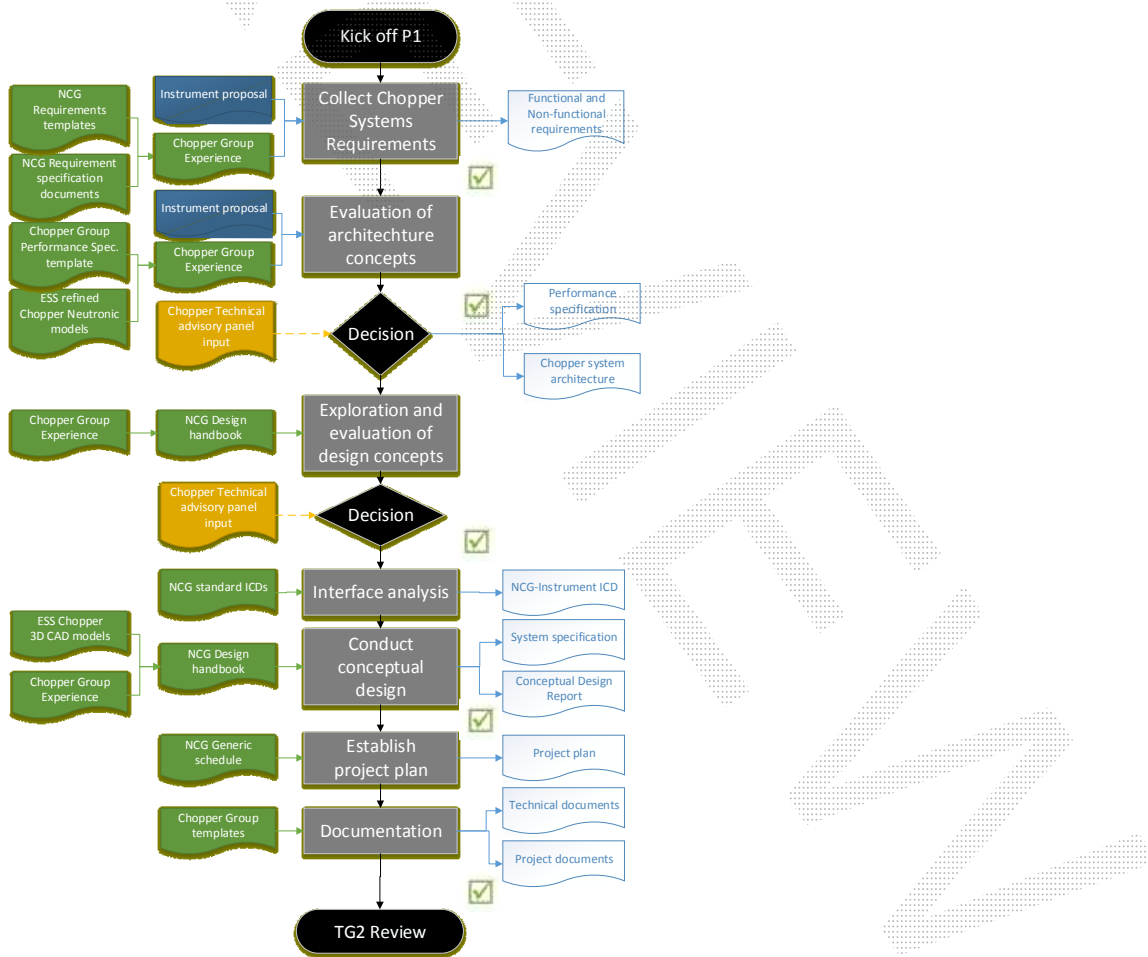 Kick off P1
NCG
Requirements
templates
Instrument proposal
Collect Chopper
Systems
Requirements
Functional and
Non-functional
requirements
Chopper Group
Experience
NCG Requirement
specification
documents
Instrument proposal
Evaluation of
architechture
concepts
Chopper Group
Performance Spec.
template
Chopper Group
Experience
ESS refined
Chopper Neutronic
models
Chopper Technical
advisory panel
input
Decision
Performance
specification
Chopper system
architecture
Chopper Group
Experience
NCG Design
handbook
Exploration and
evaluation of
design concepts
Chopper Technical
advisory panel
input
Decision
NCG standard ICDs
Interface analysis
NCG-Instrument ICD
ESS Chopper
3D CAD models
Chopper Group
Experience
NCG Design
handbook
Conduct
conceptual
design
System specification
Conceptual Design
Report
NCG Generic
schedule
Establish
project plan
Project plan
Chopper Group
templates
Documentation
Technical documents
Project documents
TG2 Review